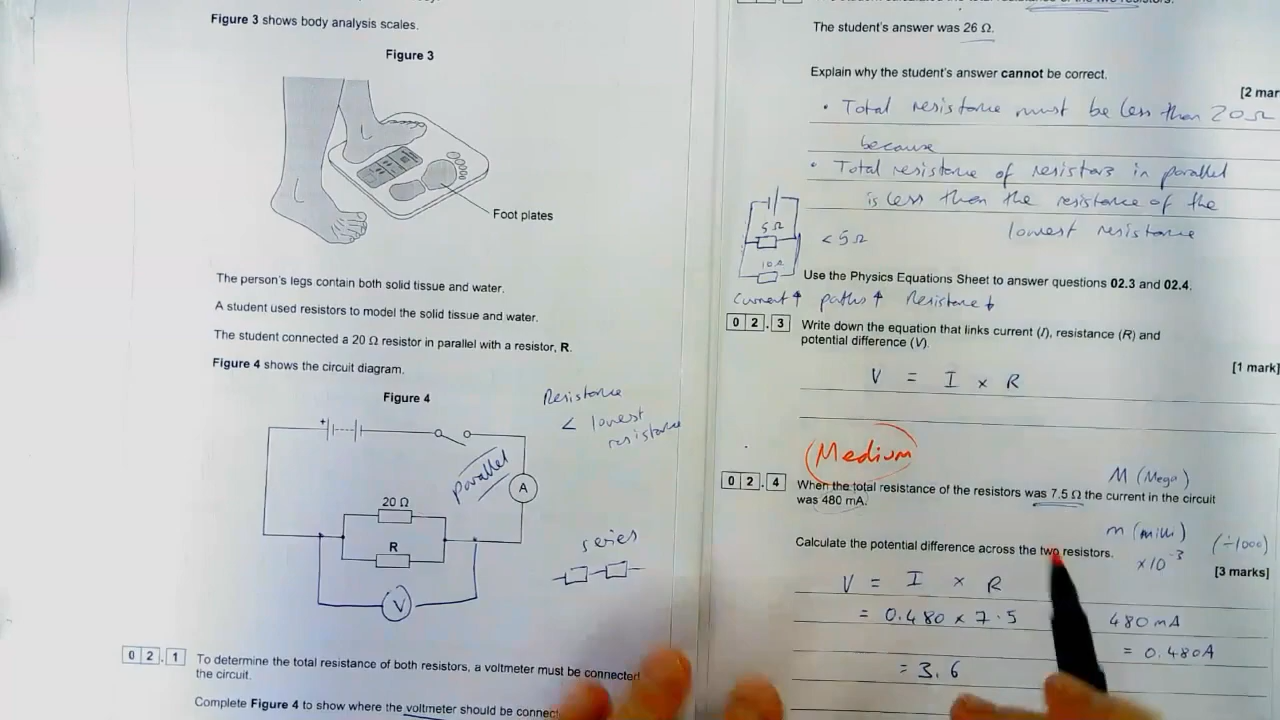 Figure 3 shows body analysis scales.
Figure 3
Foot plates
The person's legs contain both solid tissue and water.
A student used resistors to model the solid tissue and water.
The student connected a 20 Ω resistor in parallel with a resistor, R.
Figure 4 shows the circuit diagram.
Figure 4
Resistance
< lowest
resistance
+
parallel
A
20 Ω
R
V
series
0 2 . 1 To determine the total resistance of both resistors, a voltmeter must be connected
the circuit.
Complete Figure 4 to show where the voltmeter should be connec
The student's answer was 26 Ω.
Explain why the student's answer cannot be correct.
[2 mar
• Total resistance must be less than 20Ω
because
• Total resistance of resistors in parallel
is less than the resistance of the
lowest resistance
5Ω
< 5Ω
10Ω
Use the Physics Equations Sheet to answer questions 02.3 and 02.4.
Current ↑ paths ↑ Resistance ↓
0 2 . 3 Write down the equation that links current (I), resistance (R) and
potential difference (V).
[1 mark]
V = I × R
Medium
M (Mega)
0 2 . 4 When the total resistance of the resistors was 7.5 Ω the current in the circuit
was 480 mA.
m (milli) (÷1000)
×10⁻³
Calculate the potential difference across the two resistors.
[3 marks]
V = I × R
= 0.480 × 7.5
480mA
= 0.480A
= 3.6